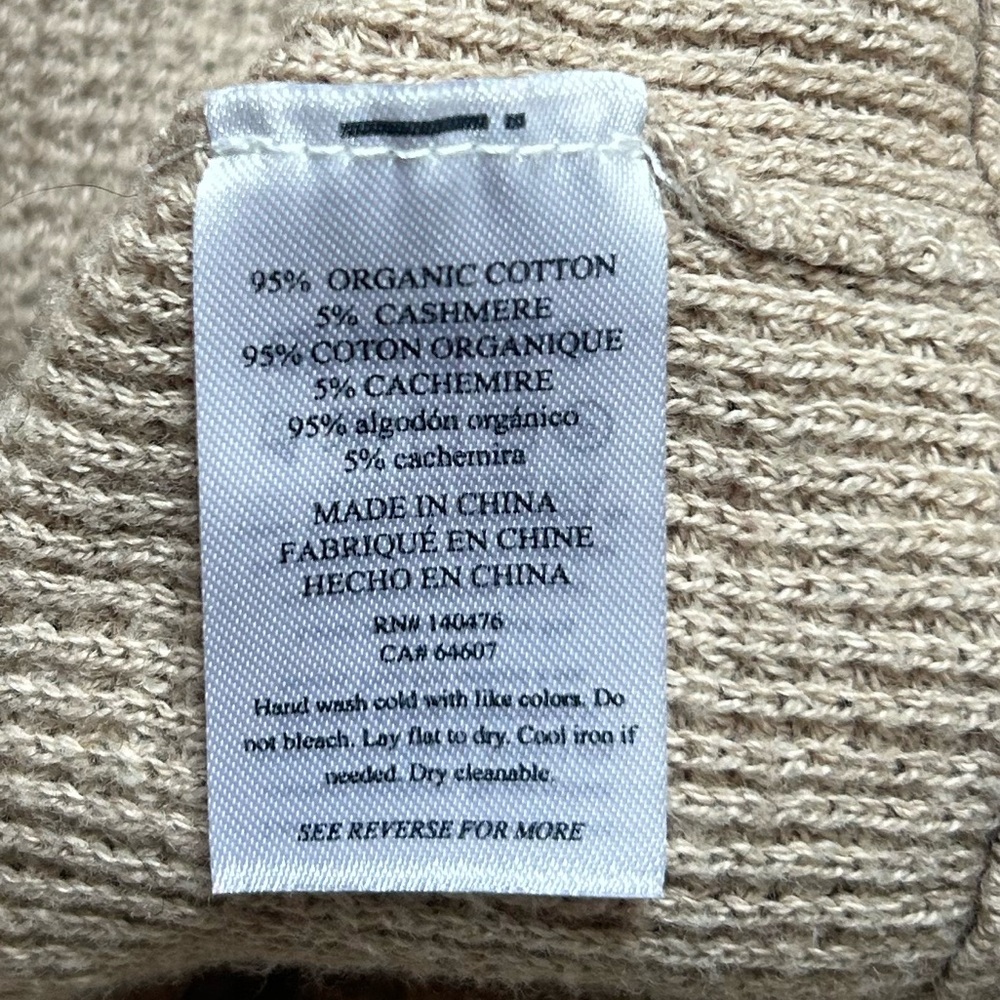 95% ORGANIC COTTON
5% CASHMERE
95% COTON ORGANIQUE
5% CACHEMIRE
95% algodón orgánico
5% cachemira
MADE IN CHINA
FABRIQUÉ EN CHINE
HECHO EN CHINA
RN# 140476
CA# 64607
Hand wash cold with like colors. Do
not bleach. Lay flat to dry. Cool iron if
needed. Dry cleanable.
SEE REVERSE FOR MORE